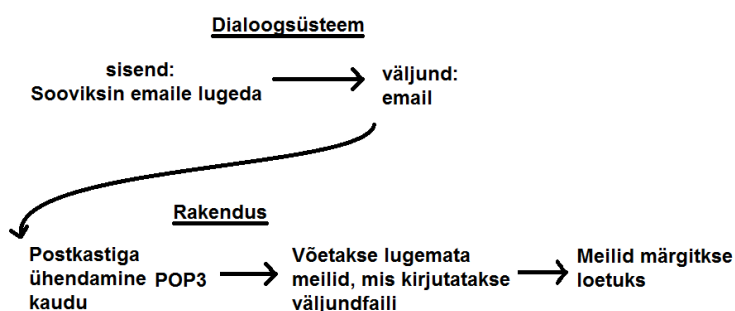 Dialoogsüsteem
sisend:
Sooviksin emaile lugeda
väljund:
email
Rakendus
Postkastiga
ühendamine POP3
kaudu
Võetakse lugemata
meilid, mis kirjutatakse
väljundfaili
Meilid märgitkse
loetuks